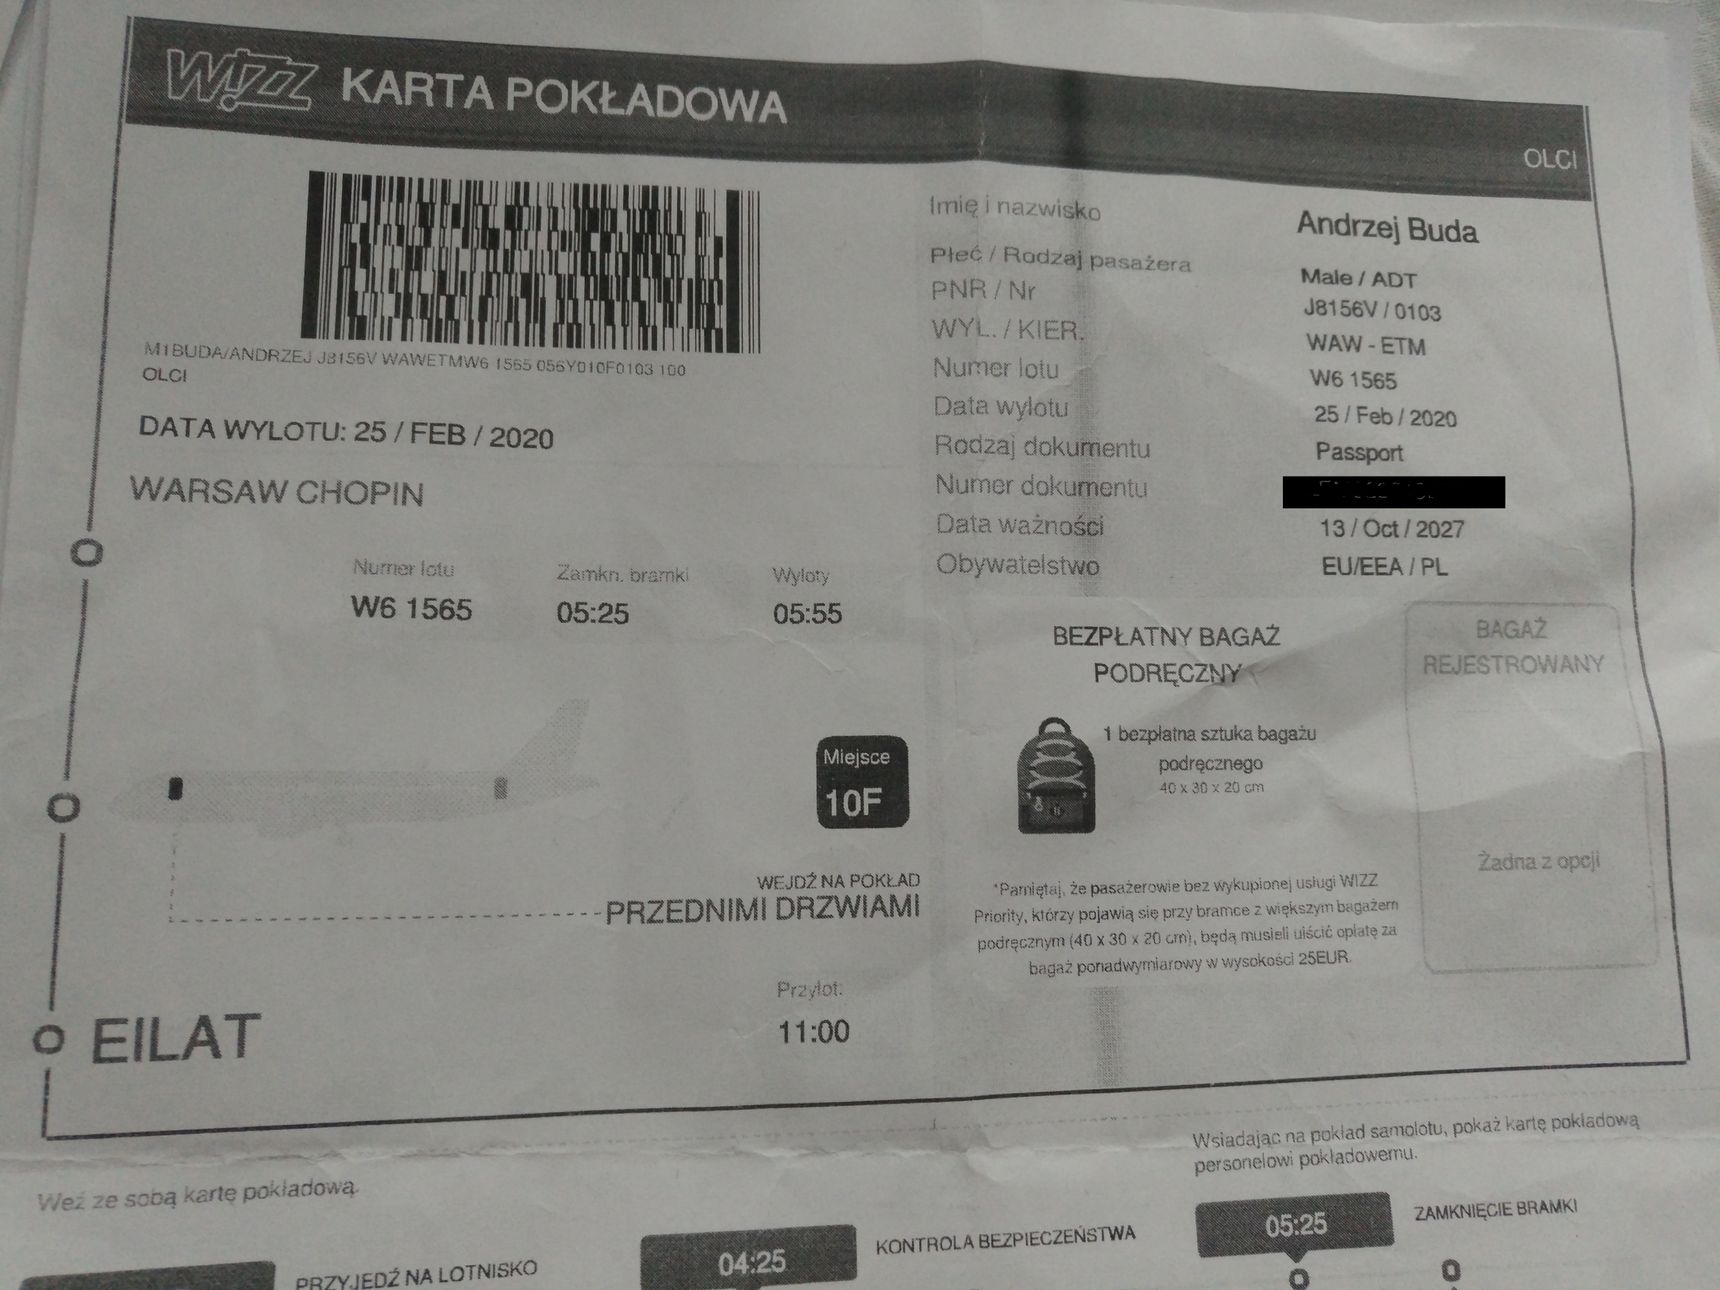 WIZZ KARTA POKŁADOWA
OLCI
M1BUDA/ANDRZEJ J8156V WAWETMW6 1565 056Y010F0103 100
OLCI
DATA WYLOTU: 25 / FEB / 2020
WARSAW CHOPIN
Numer lotu Zamkn. bramki Wyloty
W6 1565 05:25 05:55
Miejsce
10F
WEJDŹ NA POKŁAD
PRZEDNIMI DRZWIAMI
Przylot:
11:00
EILAT
Imię i nazwisko Andrzej Buda
Płeć / Rodzaj pasażera Male / ADT
PNR / Nr J8156V / 0103
WYL. / KIER. WAW - ETM
Numer lotu W6 1565
Data wylotu 25 / Feb / 2020
Rodzaj dokumentu Passport
Numer dokumentu
Data ważności 13 / Oct / 2027
Obywatelstwo EU/EEA / PL
BEZPŁATNY BAGAŻ
PODRĘCZNY
1 bezpłatna sztuka bagażu
podręcznego
40 x 30 x 20 cm
*Pamiętaj, że pasażerowie bez wykupionej usługi WIZZ
Priority, którzy pojawią się przy bramce z większym bagażem
podręcznym (40 x 30 x 20 cm), będą musieli uiścić opłatę za
bagaż ponadwymiarowy w wysokości 25EUR.
BAGAŻ
REJESTROWANY
Żadna z opcji
Weź ze sobą kartę pokładową.
Wsiadając na pokład samolotu, pokaż kartę pokładową
personelowi pokładowemu.
PRZYJEDŹ NA LOTNISKO
04:25
KONTROLA BEZPIECZEŃSTWA
05:25
ZAMKNIĘCIE BRAMKI